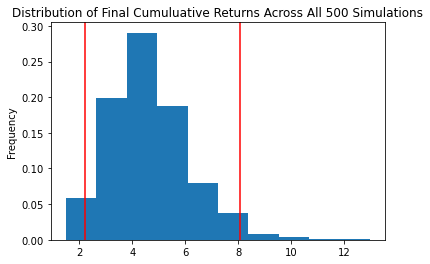 Distribution of Final Cumuluative Returns Across All 500 Simulations
0.30
0.25
0.20
0.15
0.10
0.05
0.00
Frequency
2 4 6 8 10 12